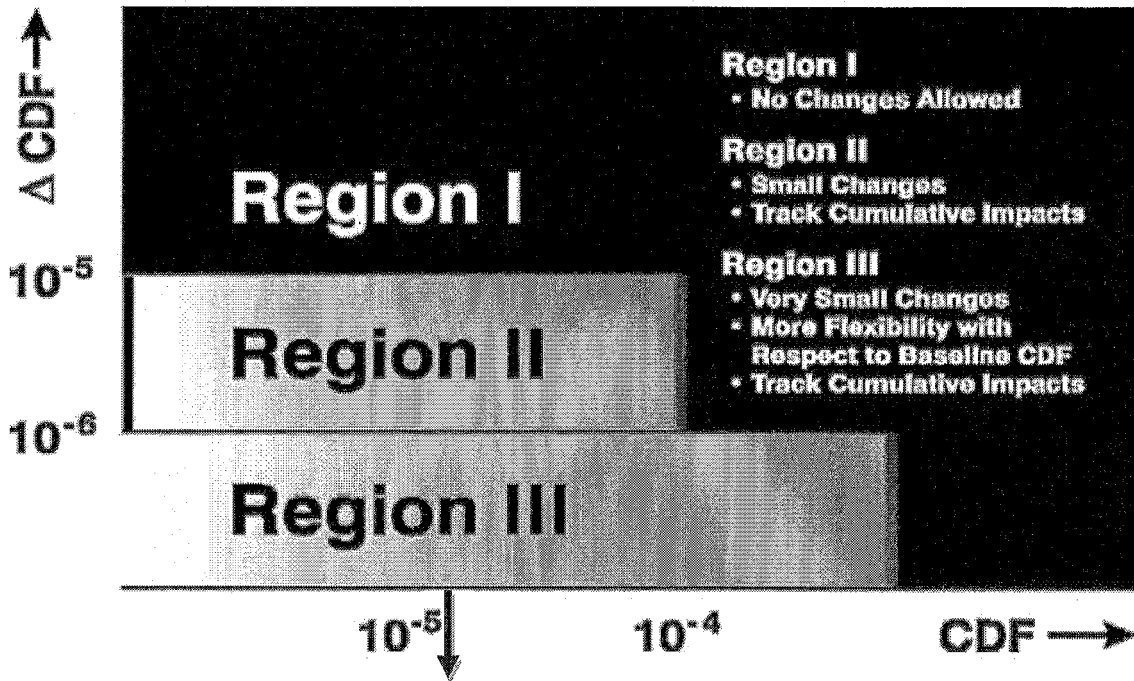 Δ CDF→
Region I
• No Changes Allowed
Region II
• Small Changes
• Track Cumulative Impacts
Region III
• Very Small Changes
• More Flexibility with
Respect to Baseline CDF
• Track Cumulative Impacts
Region I
10⁻⁵
Region II
10⁻⁶
Region III
10⁻⁵
10⁻⁴
CDF→